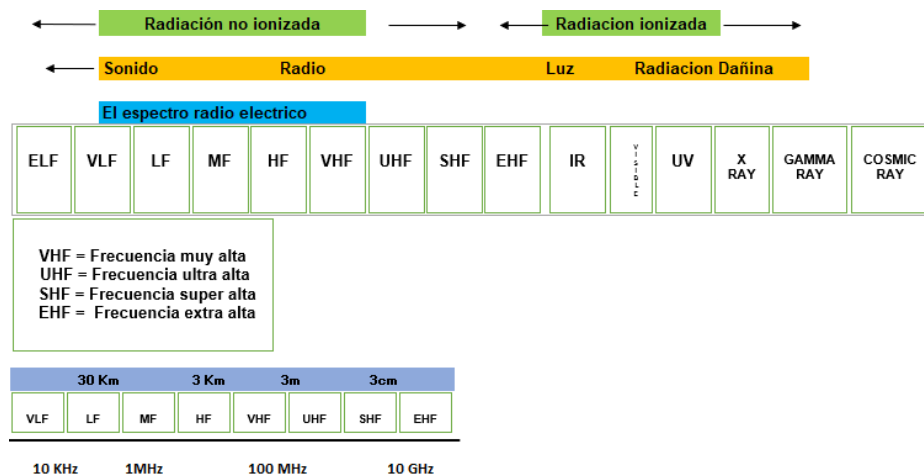 Radiación no ionizada Radiacion ionizada
Sonido Radio Luz Radiacion Dañina
El espectro radio electrico
ELF VLF LF MF HF VHF UHF SHF EHF IR VISIBLE UV X RAY GAMMA RAY COSMIC RAY
VHF = Frecuencia muy alta
UHF = Frecuencia ultra alta
SHF = Frecuencia super alta
EHF = Frecuencia extra alta
30 Km 3 Km 3m 3cm
VLF LF MF HF VHF UHF SHF EHF
10 KHz 1MHz 100 MHz 10 GHz